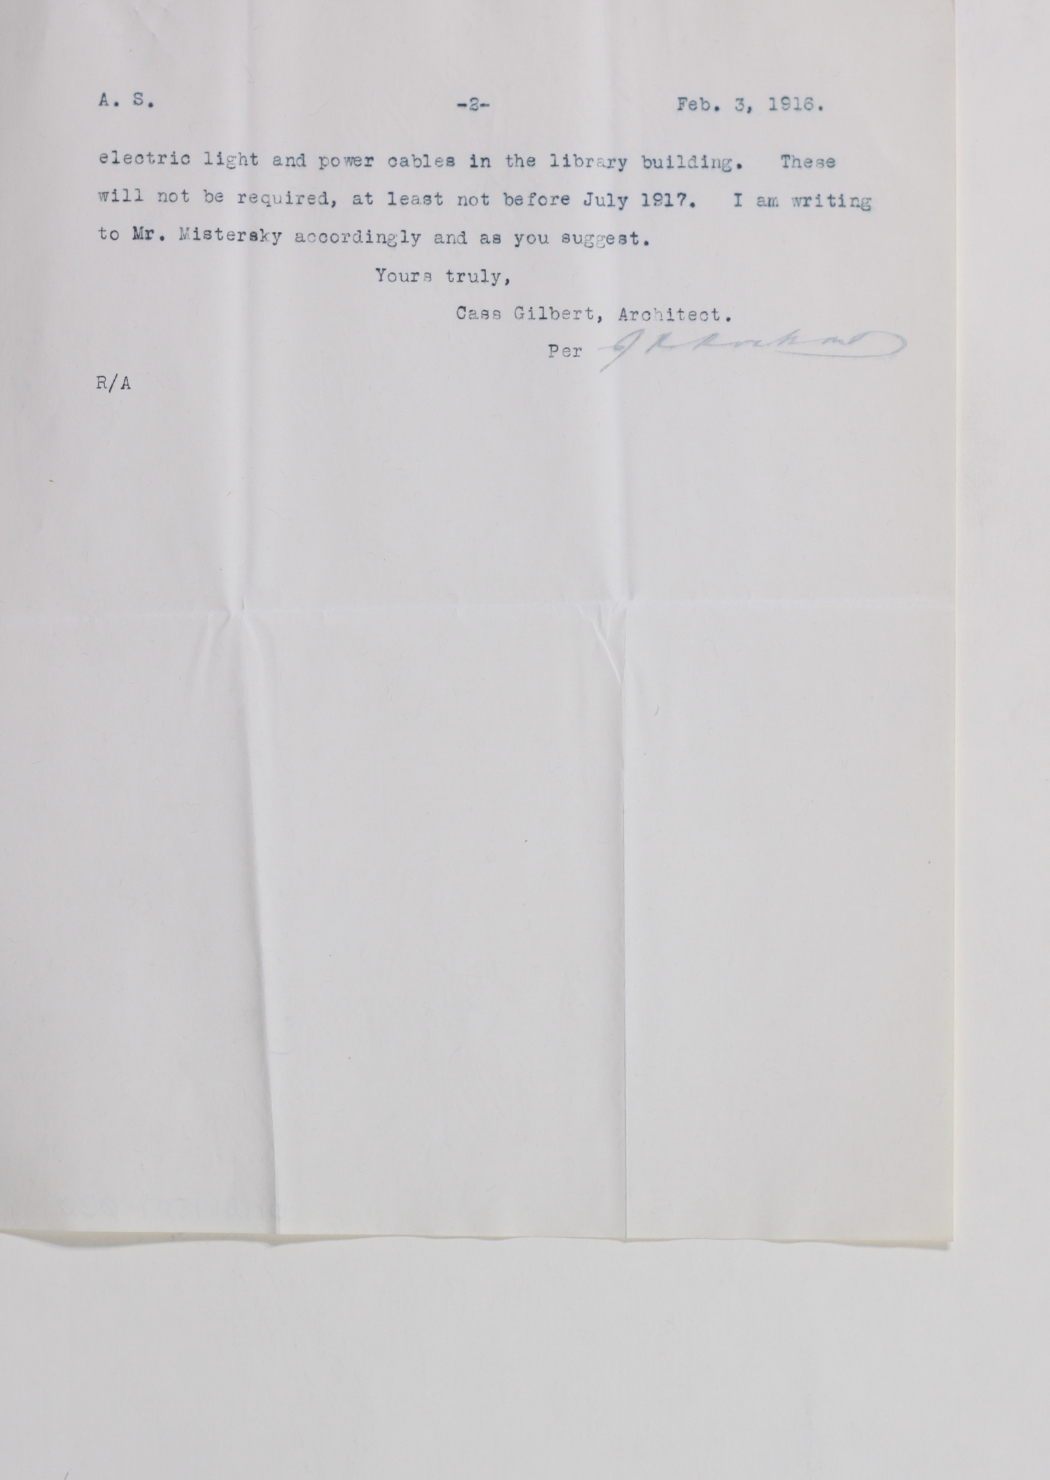 A. S. -2- Feb. 3, 1916.
electric light and power cables in the library building. These
will not be required, at least not before July 1917. I am writing
to Mr. Mistersky accordingly and as you suggest.
Yours truly,
Cass Gilbert, Architect.
Per
R/A